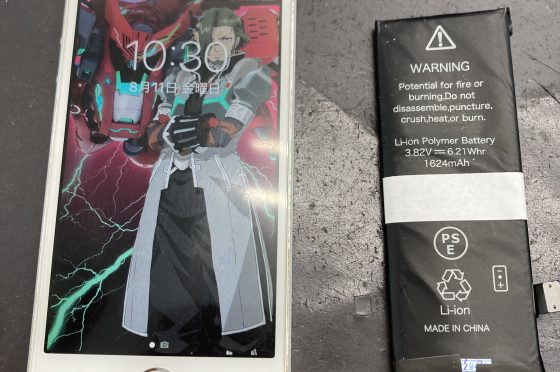 10:30
8月11日 金曜日
WARNING
Potential for fire or
burning.Do not
disassemble,puncture,
crush,heat,or burn.
Li-ion Polymer Battery
3.82V⎓6.21Whr
1624mAh
PS
E
Li-ion
MADE IN CHINA